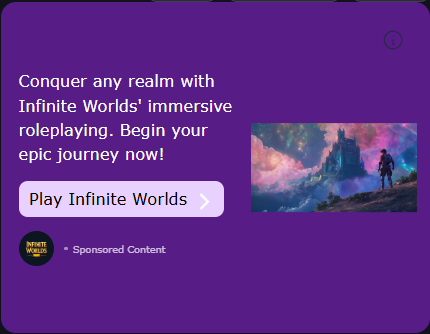 Conquer any realm with
Infinite Worlds' immersive
roleplaying. Begin your
epic journey now!
Play Infinite Worlds
INFINITE
WORLDS
Sponsored Content